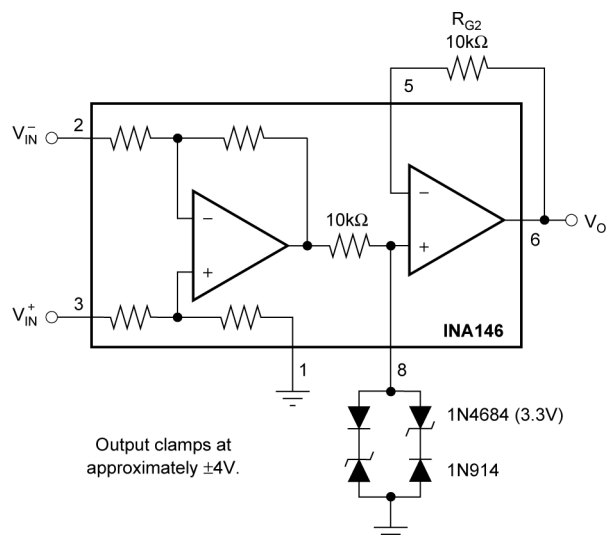 R_G2
10kΩ
5
V_IN^-
2
10kΩ
6
V_O
V_IN^+
3
INA146
1
8
1N4684 (3.3V)
1N914
Output clamps at
approximately ±4V.